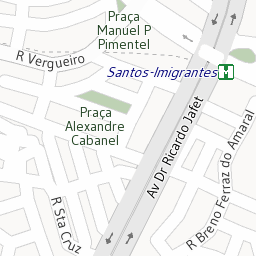 Praça
Manuel P
Pimentel
R Vergueiro
Santos-Imigrantes
Praça
Alexandre
Cabanel
Av Dr Ricardo Jafet
R Breno Ferraz do Amaral
R Sta Cruz